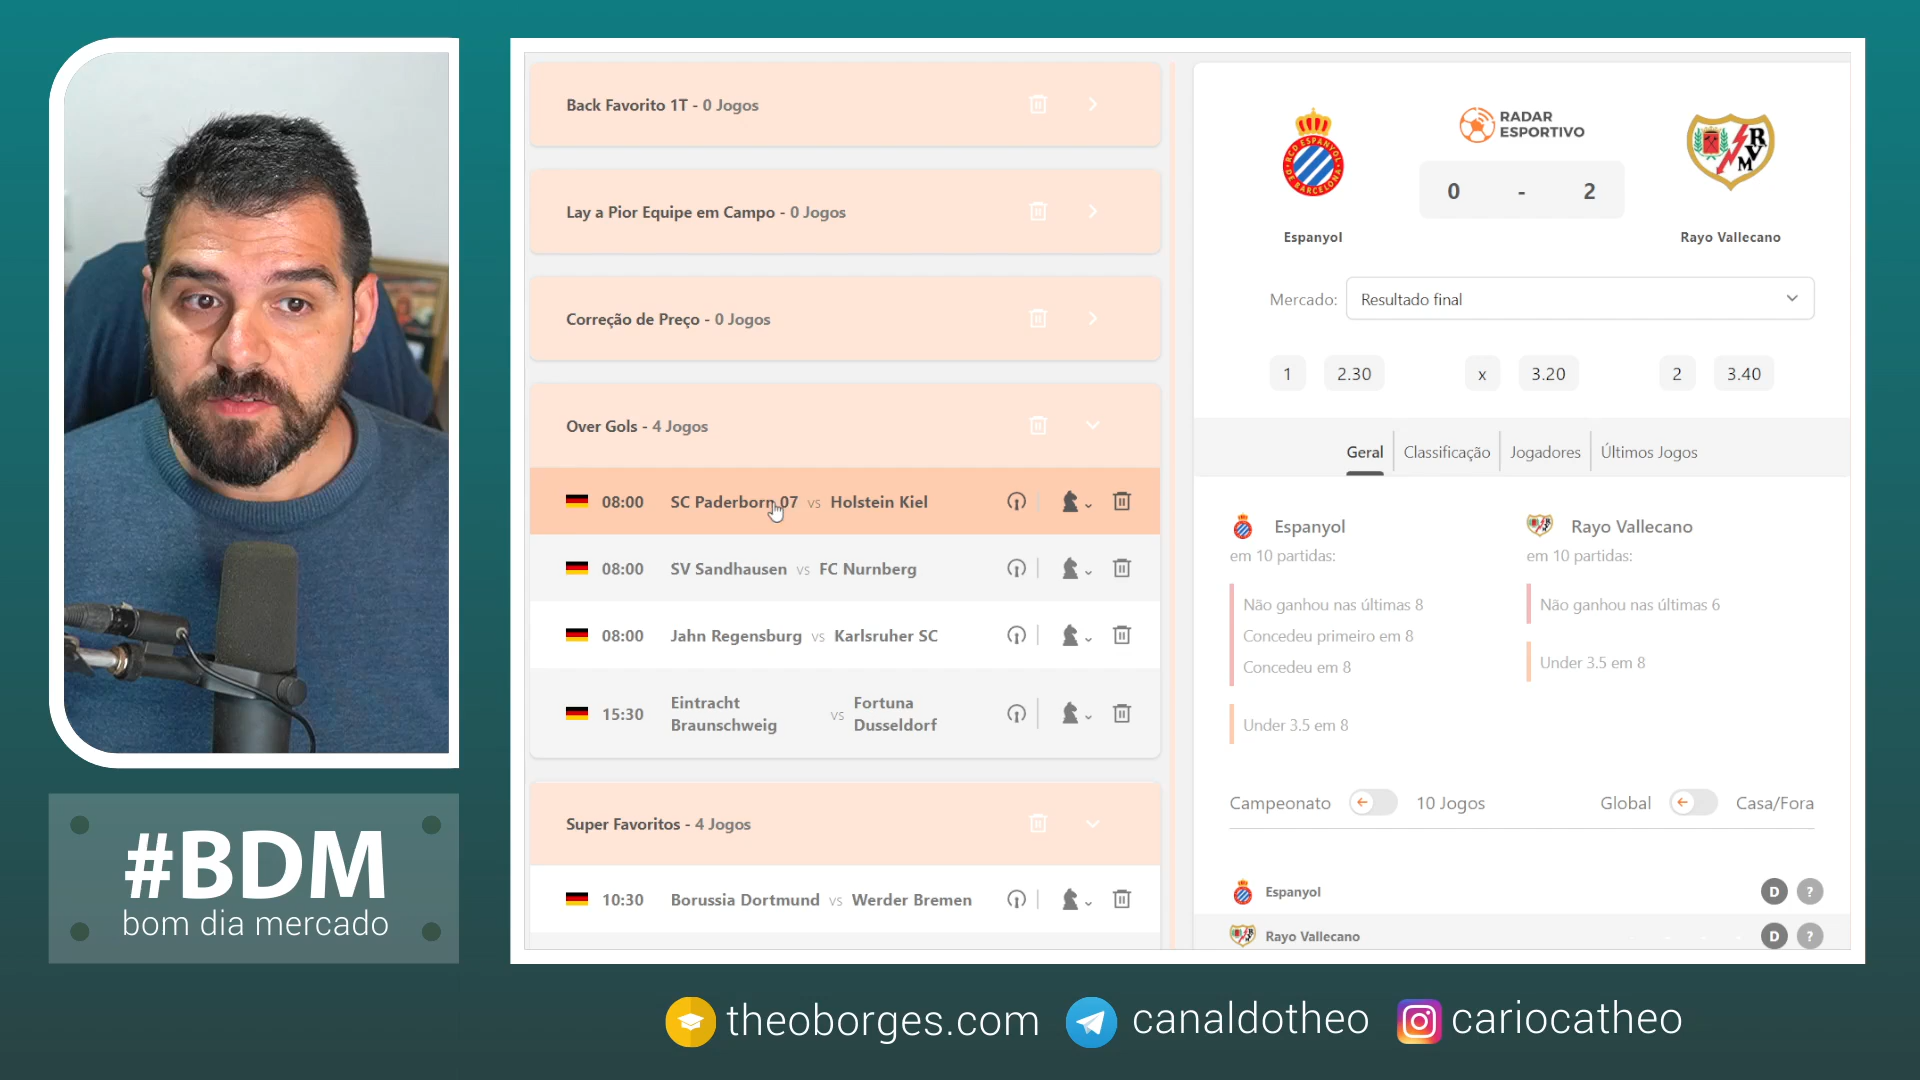 Back Favorito 1T - 0 Jogos
Lay a Pior Equipe em Campo - 0 Jogos
Correção de Preço - 0 Jogos
Over Gols - 4 Jogos
08:00 SC Paderborn 07 vs Holstein Kiel
08:00 SV Sandhausen vs FC Nurnberg
08:00 Jahn Regensburg vs Karlsruher SC
15:30 Eintracht Braunschweig vs Fortuna Dusseldorf
Super Favoritos - 4 Jogos
10:30 Borussia Dortmund vs Werder Bremen
RADAR ESPORTIVO
0 - 2
Espanyol Rayo Vallecano
Mercado: Resultado final
1 2.30 x 3.20 2 3.40
Geral Classificação Jogadores Últimos Jogos
Espanyol
em 10 partidas:
Não ganhou nas últimas 8
Concedeu primeiro em 8
Concedeu em 8
Under 3.5 em 8
Rayo Vallecano
em 10 partidas:
Não ganhou nas últimas 6
Under 3.5 em 8
Campeonato 10 Jogos Global Casa/Fora
Espanyol D ?
Rayo Vallecano D ?
#BDM
bom dia mercado
theoborges.com canaldotheo cariocatheo